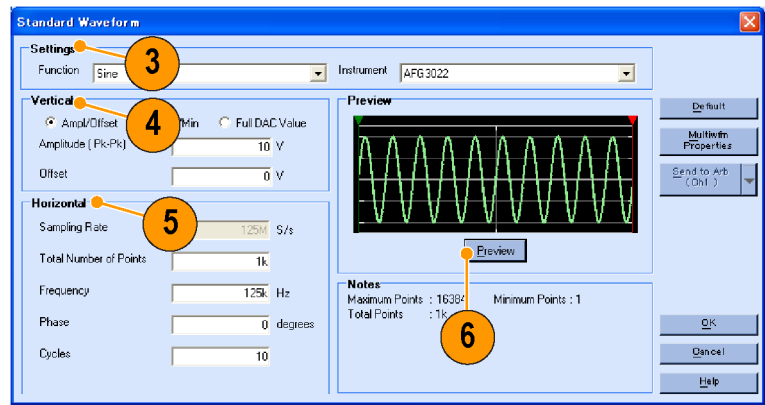 Standard Waveform
Settings
3
Function Sine Instrument AFG3022
Vertical
4
Ampl/Offset /Min Full DAC Value
Amplitude (Pk-Pk) 10 V
Offset 0 V
Preview
Default
Multiwfm
Properties
Send to Arb
(Ch1)
Horizontal
5
Sampling Rate 125M S/s
Total Number of Points 1k
Frequency 125k Hz
Phase 0 degrees
Cycles 10
Preview
6
Notes
Maximum Points : 16384 Minimum Points : 1
Total Points : 1k
OK
Cancel
Help